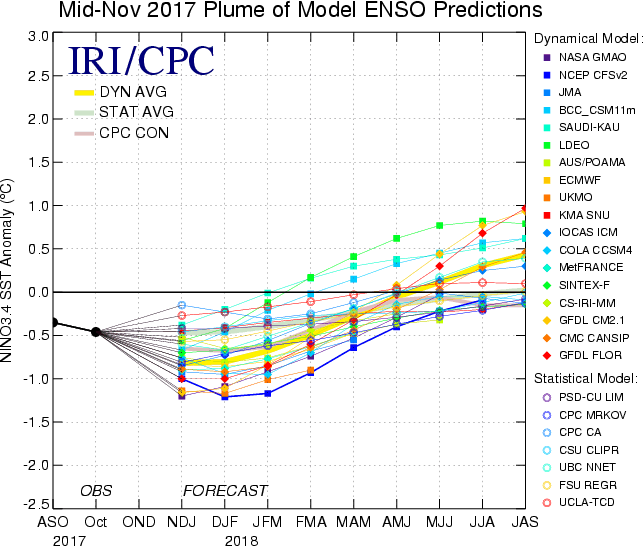 Mid-Nov 2017 Plume of Model ENSO Predictions
3.0
2.5
2.0
1.5
1.0
0.5
0.0
-0.5
-1.0
-1.5
-2.0
-2.5
NINO3.4 SST Anomaly (ºC)
IRI/CPC
DYN AVG
STAT AVG
CPC CON
OBS
FORECAST
ASO
Oct
OND
NDJ
DJF
JFM
FMA
MAM
AMJ
MJJ
JJA
JAS
2017
2018
Dynamical Model:
NASA GMAO
NCEP CFSv2
JMA
BCC_CSM11m
SAUDI-KAU
LDEO
AUS/POAMA
ECMWF
UKMO
KMA SNU
IOCAS ICM
COLA CCSM4
MetFRANCE
SINTEX-F
CS-IRI-MM
GFDL CM2.1
CMC CANSIP
GFDL FLOR
Statistical Model:
PSD-CU LIM
CPC MRKOV
CPC CA
CSU CLIPR
UBC NNET
FSU REGR
UCLA-TCD